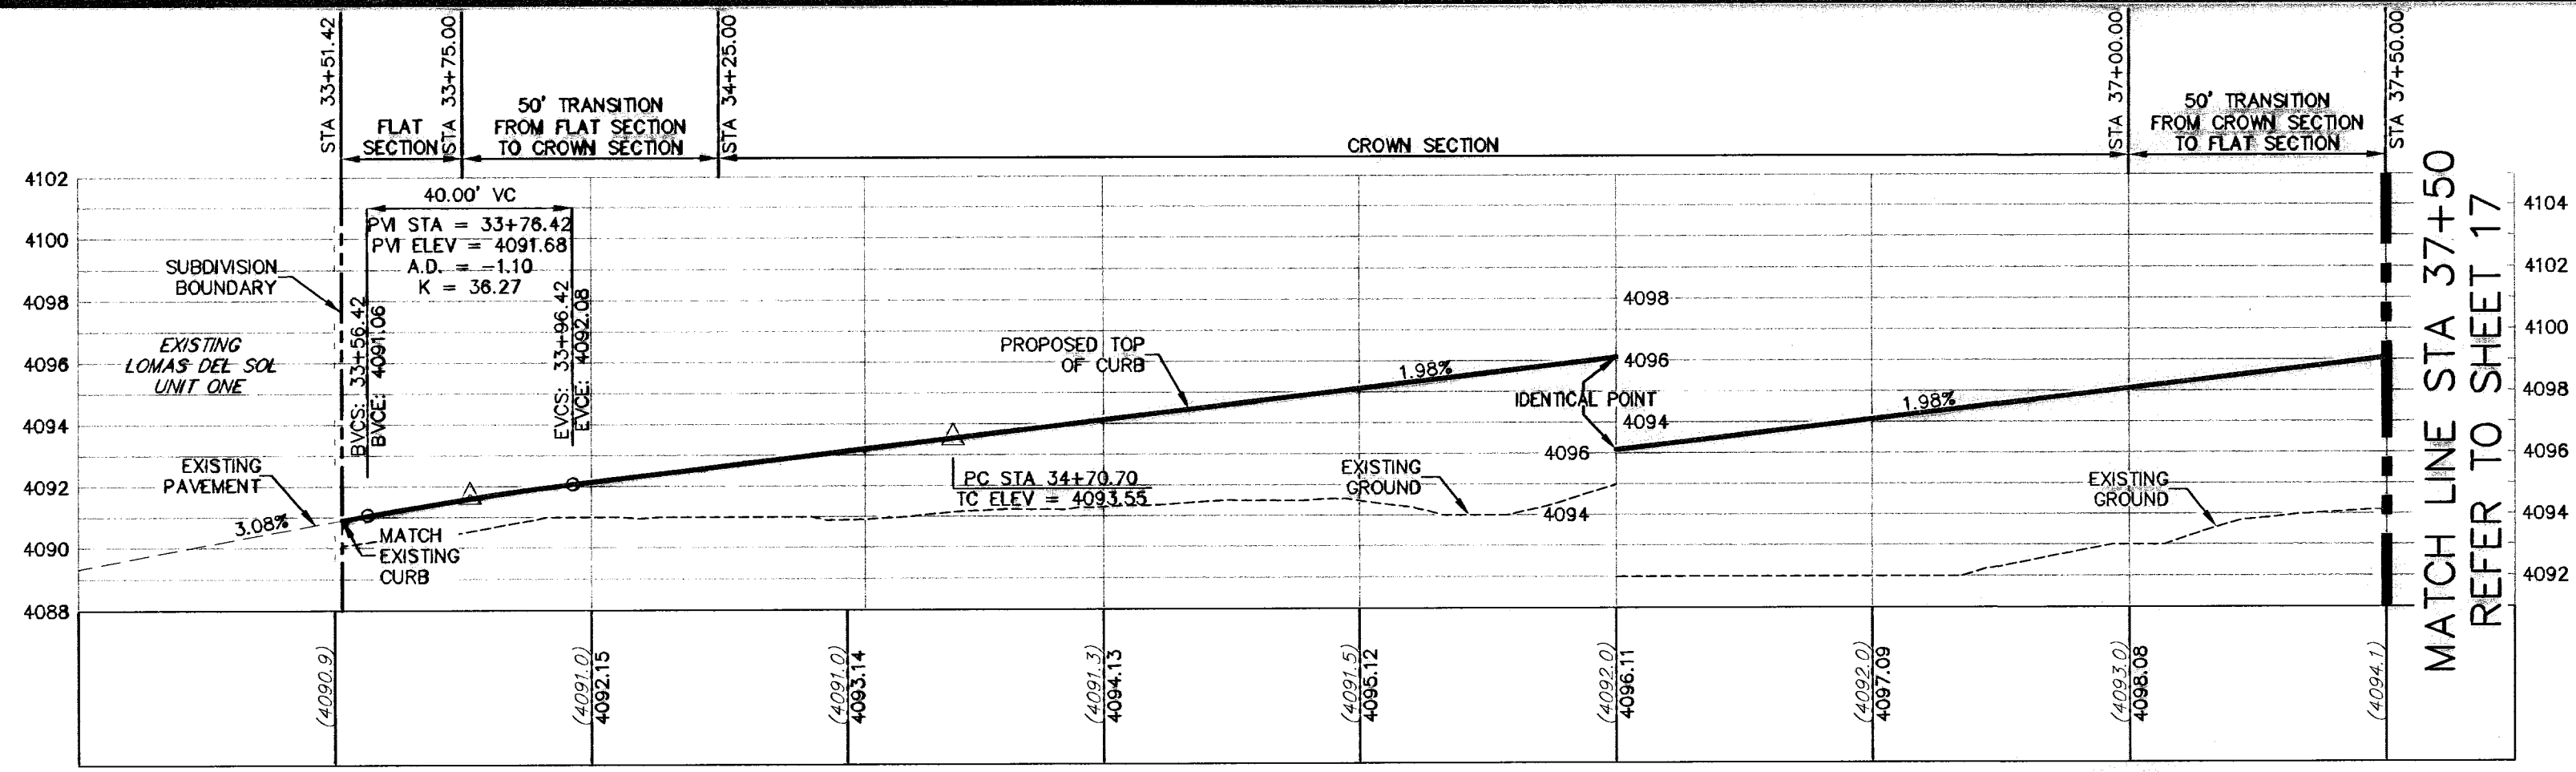 STA 33+51.42
STA 33+75.00
STA 34+25.00
STA 37+00.00
STA 37+50.00
FLAT
SECTION
50' TRANSITION
FROM FLAT SECTION
TO CROWN SECTION
CROWN SECTION
50' TRANSITION
FROM CROWN SECTION
TO FLAT SECTION
4102
4100
4098
4096
4094
4092
4090
4088
40.00' VC
PVI STA = 33+76.42
PVI ELEV = 4091.68
A.D. = -1.10
K = 36.27
SUBDIVISION
BOUNDARY
EXISTING
LOMAS DEL SOL
UNIT ONE
BVCS: 33+56.42
BVCE: 4091.06
EVCS: 33+96.42
EVCE: 4092.08
EXISTING
PAVEMENT
3.08%
MATCH
EXISTING
CURB
PROPOSED TOP
OF CURB
PC STA 34+70.70
TC ELEV = 4093.55
1.98%
EXISTING
GROUND
IDENTICAL POINT
4098
4096
4094
4096
4094
1.98%
EXISTING
GROUND
4104
4102
4100
4098
4096
4094
4092
MATCH LINE STA 37+50
REFER TO SHEET 17
(4090.9)
(4091.0)
4092.15
(4091.0)
4093.14
(4091.3)
4094.13
(4091.5)
4095.12
(4092.0)
4096.11
(4092.0)
4097.09
(4093.0)
4098.08
(4094.1)